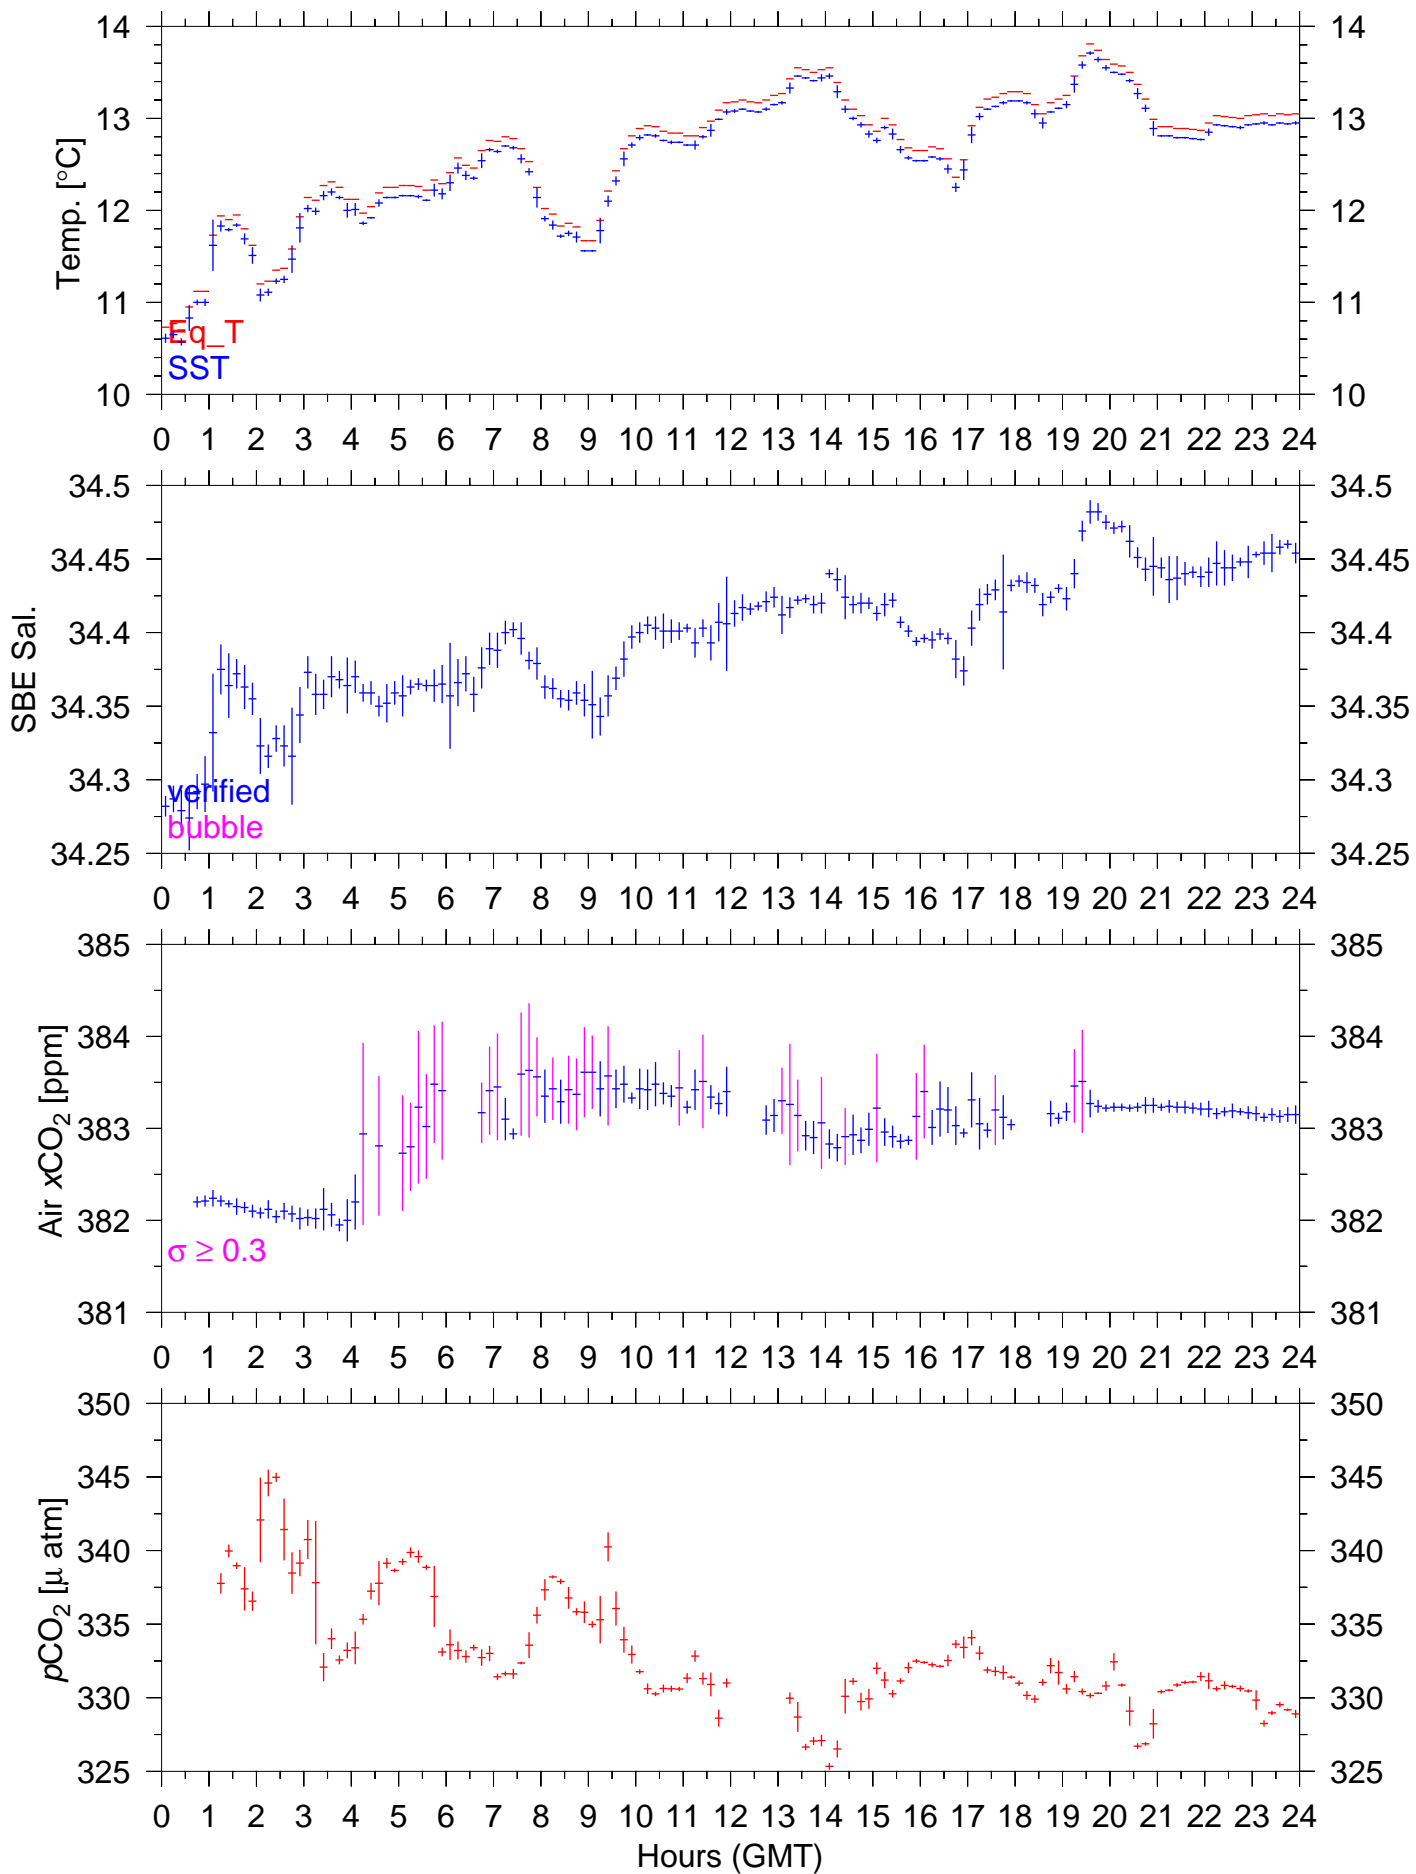 14 14
13 13
12 12
11 11
10 10
Temp. [°C]
Eq_T
SST
0 1 2 3 4 5 6 7 8 9 10 11 12 13 14 15 16 17 18 19 20 21 22 23 24
34.5 34.5
34.45 34.45
34.4 34.4
34.35 34.35
34.3 34.3
34.25 34.25
SBE Sal.
verified
bubble
0 1 2 3 4 5 6 7 8 9 10 11 12 13 14 15 16 17 18 19 20 21 22 23 24
385 385
384 384
383 383
382 382
381 381
Air xCO₂ [ppm]
σ ≥ 0.3
0 1 2 3 4 5 6 7 8 9 10 11 12 13 14 15 16 17 18 19 20 21 22 23 24
350 350
345 345
340 340
335 335
330 330
325 325
pCO₂ [μ atm]
0 1 2 3 4 5 6 7 8 9 10 11 12 13 14 15 16 17 18 19 20 21 22 23 24
Hours (GMT)